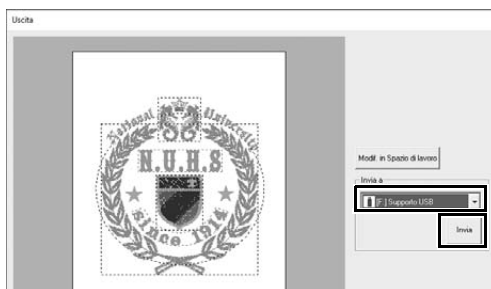 Uscita
National University
N.U.H.S
since 1914
Modif. in Spazio di lavoro
Invia a
[F:] Supporto USB
Invia